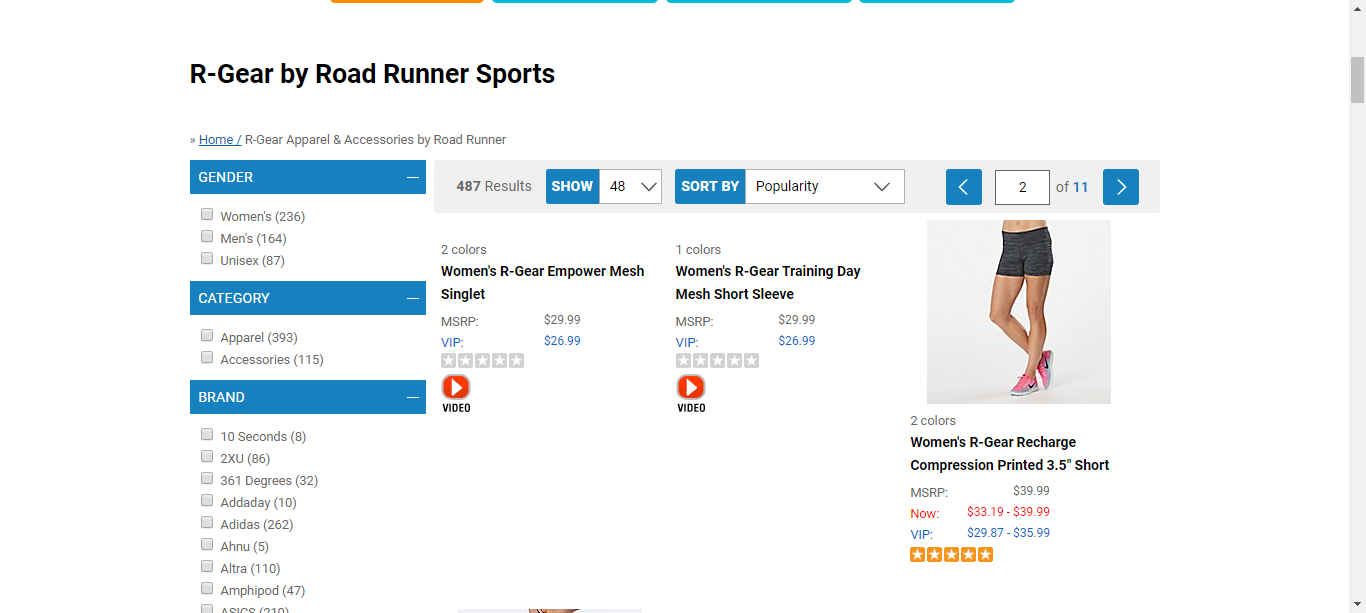 R-Gear by Road Runner Sports
» Home / R-Gear Apparel & Accessories by Road Runner
GENDER
Women's (236)
Men's (164)
Unisex (87)
CATEGORY
Apparel (393)
Accessories (115)
BRAND
10 Seconds (8)
2XU (86)
361 Degrees (32)
Addaday (10)
Adidas (262)
Ahnu (5)
Altra (110)
Amphipod (47)
ASICS (210)
487 Results SHOW 48 SORT BY Popularity 2 of 11
2 colors
Women's R-Gear Empower Mesh
Singlet
MSRP: $29.99
VIP: $26.99
VIDEO
1 colors
Women's R-Gear Training Day
Mesh Short Sleeve
MSRP: $29.99
VIP: $26.99
VIDEO
2 colors
Women's R-Gear Recharge
Compression Printed 3.5" Short
MSRP: $39.99
Now: $33.19 - $39.99
VIP: $29.87 - $35.99